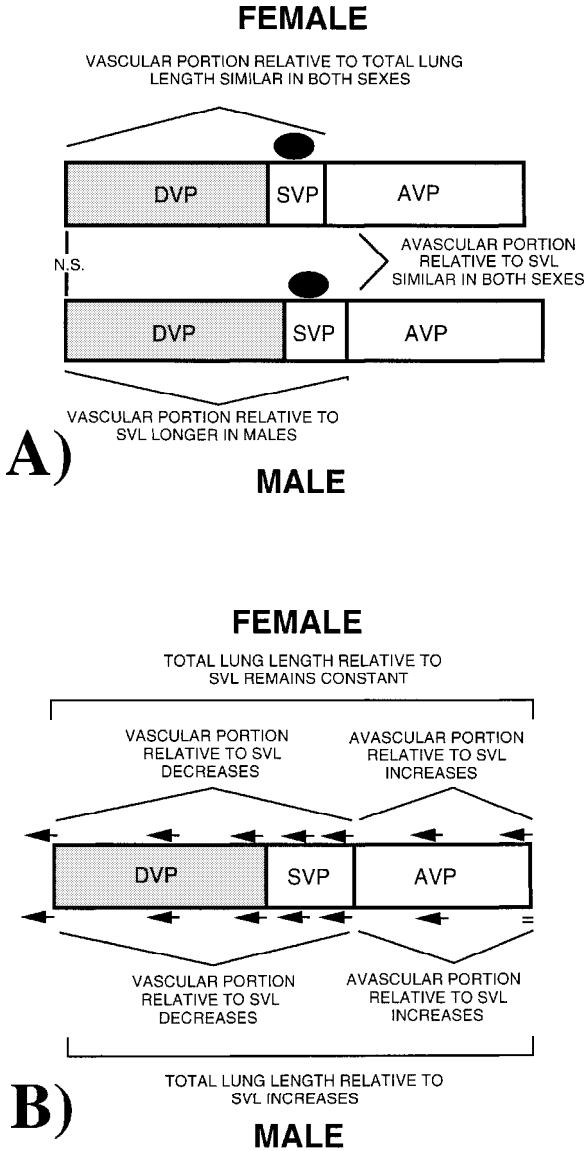 FEMALE
VASCULAR PORTION RELATIVE TO TOTAL LUNG
LENGTH SIMILAR IN BOTH SEXES
DVP
SVP
AVP
N.S.
AVASCULAR PORTION
RELATIVE TO SVL
SIMILAR IN BOTH SEXES
DVP
SVP
AVP
VASCULAR PORTION RELATIVE TO
SVL LONGER IN MALES
A)
MALE
FEMALE
TOTAL LUNG LENGTH RELATIVE TO
SVL REMAINS CONSTANT
VASCULAR PORTION
RELATIVE TO SVL
DECREASES
AVASCULAR PORTION
RELATIVE TO SVL
INCREASES
DVP
SVP
AVP
=
VASCULAR PORTION
RELATIVE TO SVL
DECREASES
AVASCULAR PORTION
RELATIVE TO SVL
INCREASES
TOTAL LUNG LENGTH RELATIVE TO
SVL INCREASES
B)
MALE